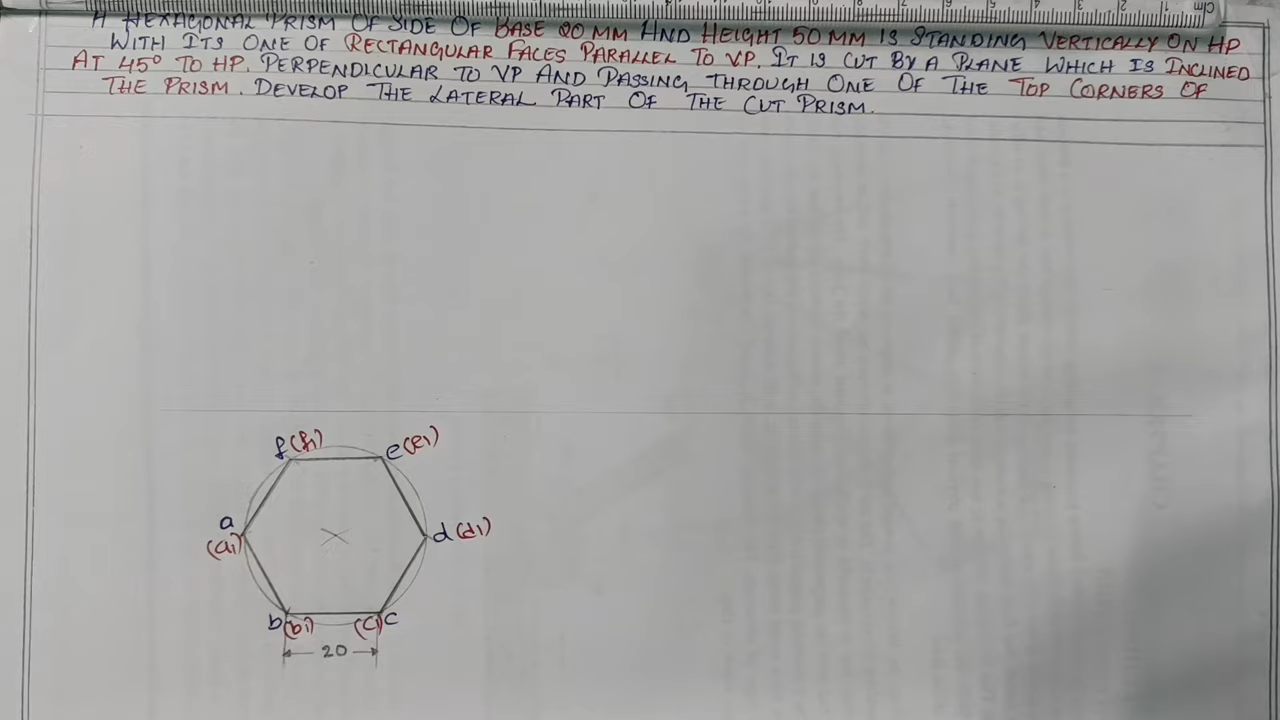 A HEXAGONAL PRISM OF SIDE OF BASE 20 MM AND HEIGHT 50 MM IS STANDING VERTICALLY ON HP
WITH ITS ONE OF RECTANGULAR FACES PARALLEL TO VP. IT IS CUT BY A PLANE WHICH IS INCLINED
AT 45° TO HP, PERPENDICULAR TO VP AND PASSING THROUGH ONE OF THE TOP CORNERS OF
THE PRISM. DEVELOP THE LATERAL PART OF THE CUT PRISM.
f(f1) e(e1)
a d(d1)
(a1)
b(b1) (c1)c
20